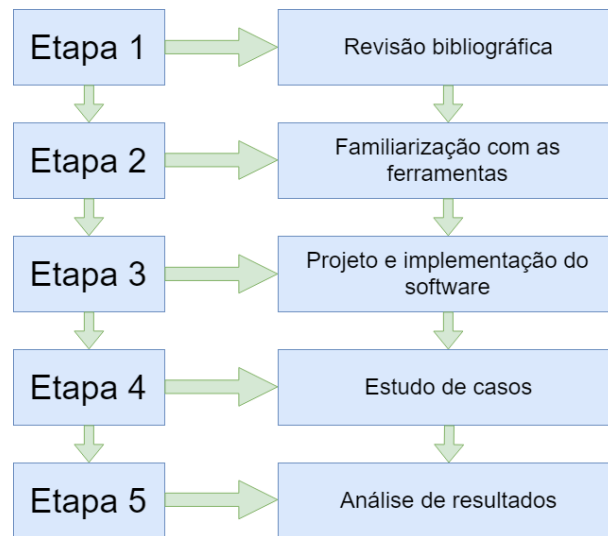 Etapa 1
Revisão bibliográfica
Etapa 2
Familiarização com as
ferramentas
Etapa 3
Projeto e implementação do
software
Etapa 4
Estudo de casos
Etapa 5
Análise de resultados